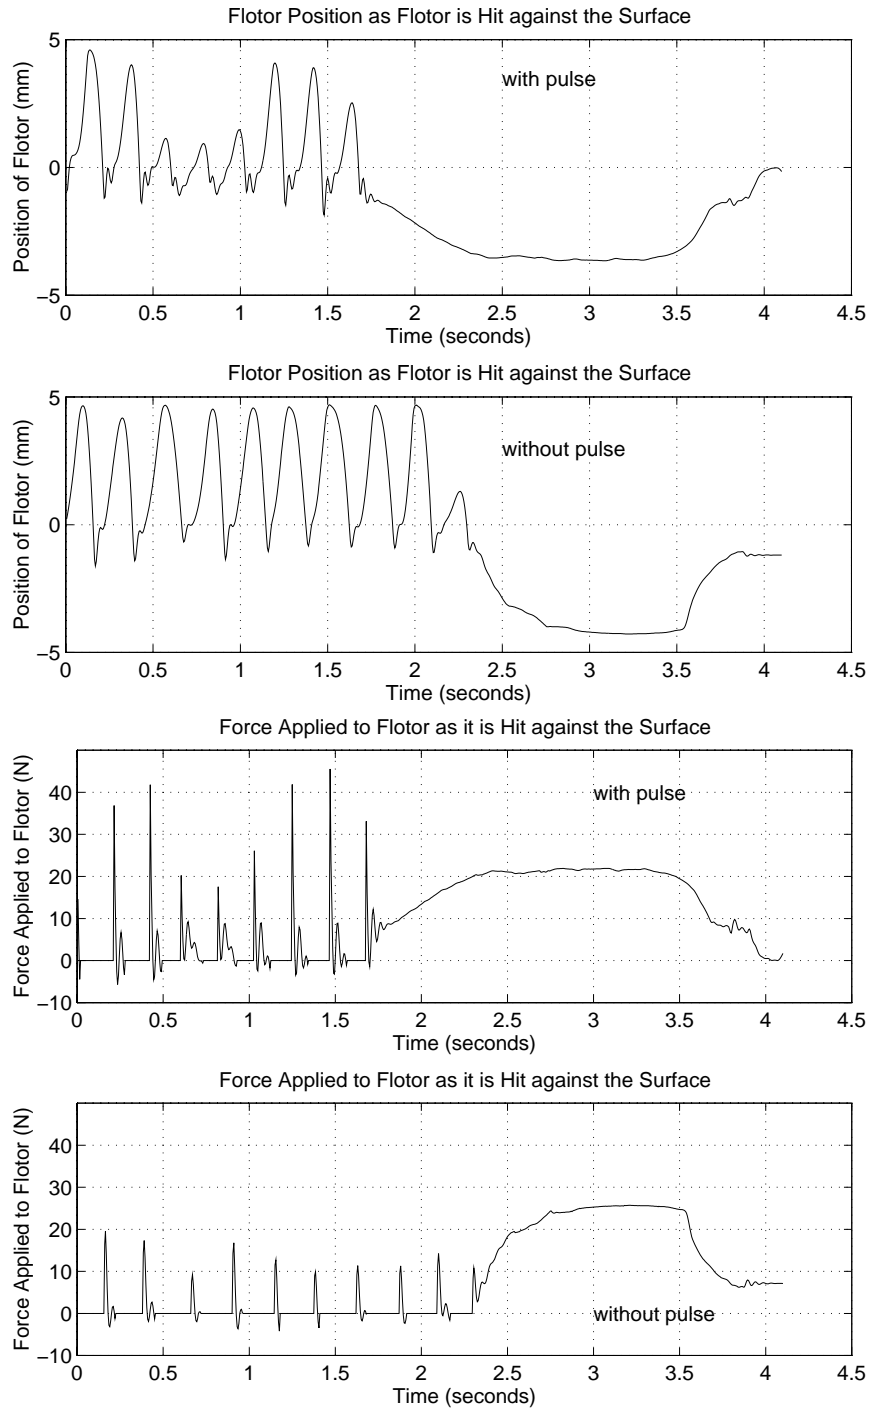 Flotor Position as Flotor is Hit against the Surface
5
with pulse
0
−5
Position of Flotor (mm)
0 0.5 1 1.5 2 2.5 3 3.5 4 4.5
Time (seconds)
Flotor Position as Flotor is Hit against the Surface
5
without pulse
0
−5
Position of Flotor (mm)
0 0.5 1 1.5 2 2.5 3 3.5 4 4.5
Time (seconds)
Force Applied to Flotor as it is Hit against the Surface
40
with pulse
30
20
10
0
−10
Force Applied to Flotor (N)
0 0.5 1 1.5 2 2.5 3 3.5 4 4.5
Time (seconds)
Force Applied to Flotor as it is Hit against the Surface
40
30
20
10
0
without pulse
−10
Force Applied to Flotor (N)
0 0.5 1 1.5 2 2.5 3 3.5 4 4.5
Time (seconds)